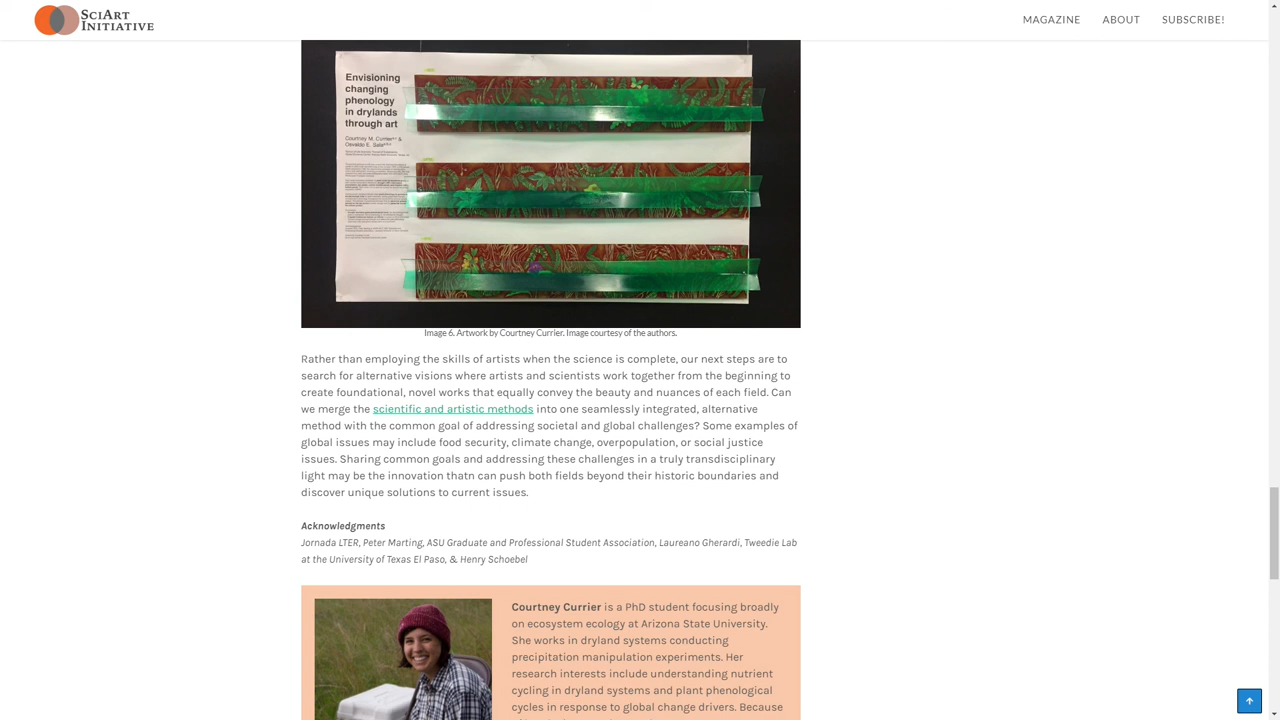 SciArt
Initiative
MAGAZINE
ABOUT
SUBSCRIBE!
Envisioning
changing
phenology
in drylands
through art
Courtney M. Currier
Osvaldo E. Sala
Image 6. Artwork by Courtney Currier. Image courtesy of the authors.
Rather than employing the skills of artists when the science is complete, our next steps are to
search for alternative visions where artists and scientists work together from the beginning to
create foundational, novel works that equally convey the beauty and nuances of each field. Can
we merge the scientific and artistic methods into one seamlessly integrated, alternative
method with the common goal of addressing societal and global challenges? Some examples of
global issues may include food security, climate change, overpopulation, or social justice
issues. Sharing common goals and addressing these challenges in a truly transdisciplinary
light may be the innovation thatn can push both fields beyond their historic boundaries and
discover unique solutions to current issues.
Acknowledgments
Jornada LTER, Peter Marting, ASU Graduate and Professional Student Association, Laureano Gherardi, Tweedie Lab
at the University of Texas El Paso, & Henry Schoebel
Courtney Currier is a PhD student focusing broadly
on ecosystem ecology at Arizona State University.
She works in dryland systems conducting
precipitation manipulation experiments. Her
research interests include understanding nutrient
cycling in dryland systems and plant phenological
cycles in response to global change drivers. Because